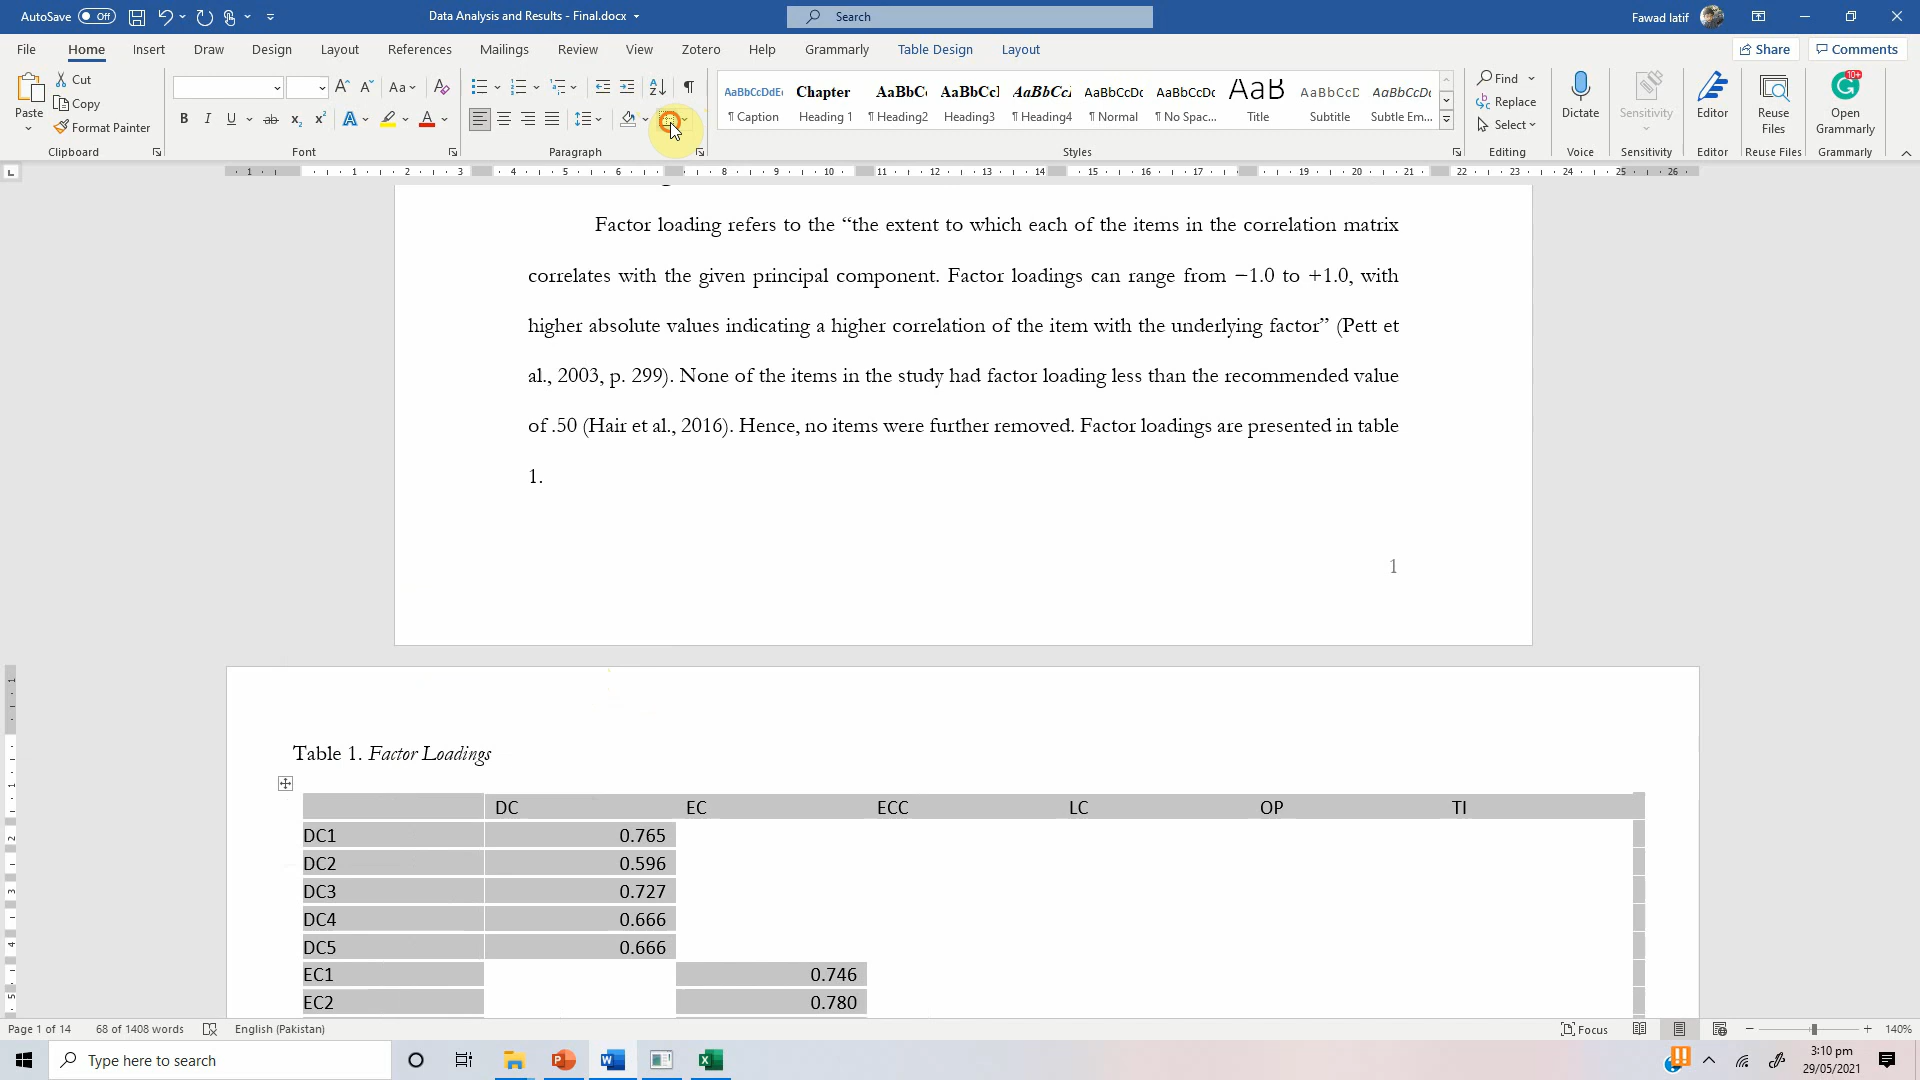 AutoSave Off
Data Analysis and Results - Final.docx
Search
Fawad latif
File Home Insert Draw Design Layout References Mailings Review View Zotero Help Grammarly Table Design Layout
Share Comments
Paste
Cut
Copy
Format Painter
Clipboard
Font
Paragraph
AaBbCcDdEe Caption
Chapter Heading 1
AaBbC Heading2
AaBbCcI Heading3
AaBbCcI Heading4
AaBbCcDc Normal
AaBbCcDc No Spac...
AaB Title
AaBbCcD Subtitle
AaBbCcDc Subtle Em...
Styles
Find
Replace
Select
Editing
Dictate
Voice
Sensitivity
Sensitivity
Editor
Editor
Reuse Files
Reuse Files
10+
Open Grammarly
Grammarly
Factor loading refers to the “the extent to which each of the items in the correlation matrix
correlates with the given principal component. Factor loadings can range from −1.0 to +1.0, with
higher absolute values indicating a higher correlation of the item with the underlying factor” (Pett et
al., 2003, p. 299). None of the items in the study had factor loading less than the recommended value
of .50 (Hair et al., 2016). Hence, no items were further removed. Factor loadings are presented in table
1.
1
Table 1. Factor Loadings
DC EC ECC LC OP TI
DC1 0.765
DC2 0.596
DC3 0.727
DC4 0.666
DC5 0.666
EC1 0.746
EC2 0.780
Page 1 of 14 68 of 1408 words English (Pakistan)
Focus
140%
Type here to search
3:10 pm
29/05/2021